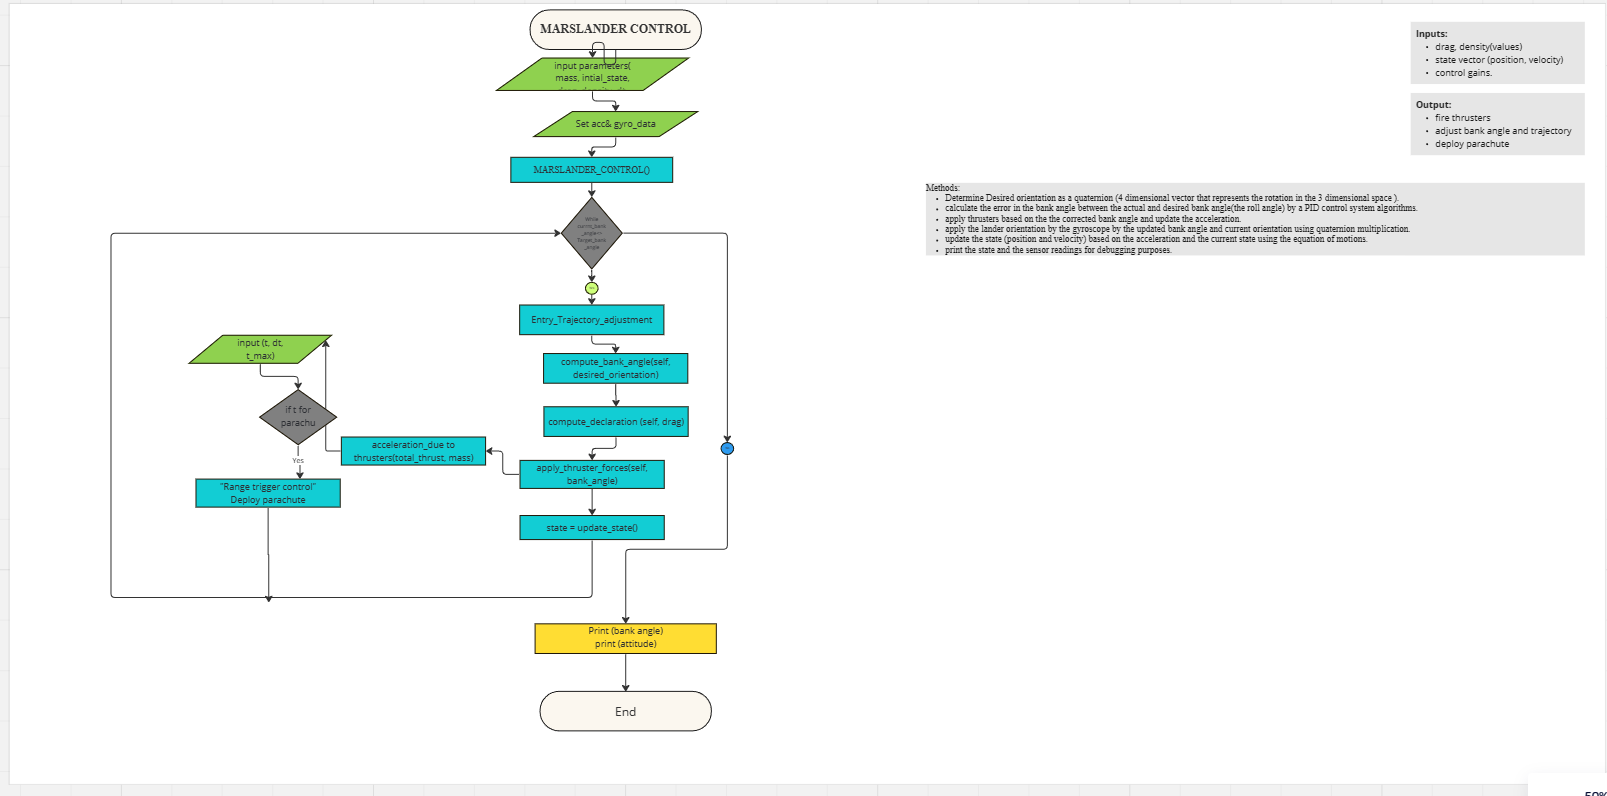 MARSLANDER CONTROL
input parameters(
mass, intial_state,
Set acc& gyro_data
MARSLANDER_CONTROL()
While
_angle
Target_bank
_angle
Entry_Trajectory_adjustment
compute_bank_angle(self,
desired_orientation)
compute_declaration (self, drag)
apply_thruster_forces(self,
bank_angle)
state = update_state()
acceleration_due to
thrusters(total_thrust, mass)
input (t, dt,
t_max)
if t for
parachu
Yes
"Range trigger control"
Deploy parachute
Print (bank angle)
print (attitude)
End
Inputs:
• drag, density(values)
• state vector (position, velocity)
• control gains.
Output:
• fire thrusters
• adjust bank angle and trajectory
• deploy parachute
Methods:
• Determine Desired orientation as a quaternion (4 dimensional vector that represents the rotation in the 3 dimensional space ).
• calculate the error in the bank angle between the actual and desired bank angle(the roll angle) by a PID control system algorithms.
• apply thrusters based on the the corrected bank angle and update the acceleration.
• apply the lander orientation by the gyroscope by the updated bank angle and current orientation using quaternion multiplication.
• update the state (position and velocity) based on the acceleration and the current state using the equation of motions.
• print the state and the sensor readings for debugging purposes.